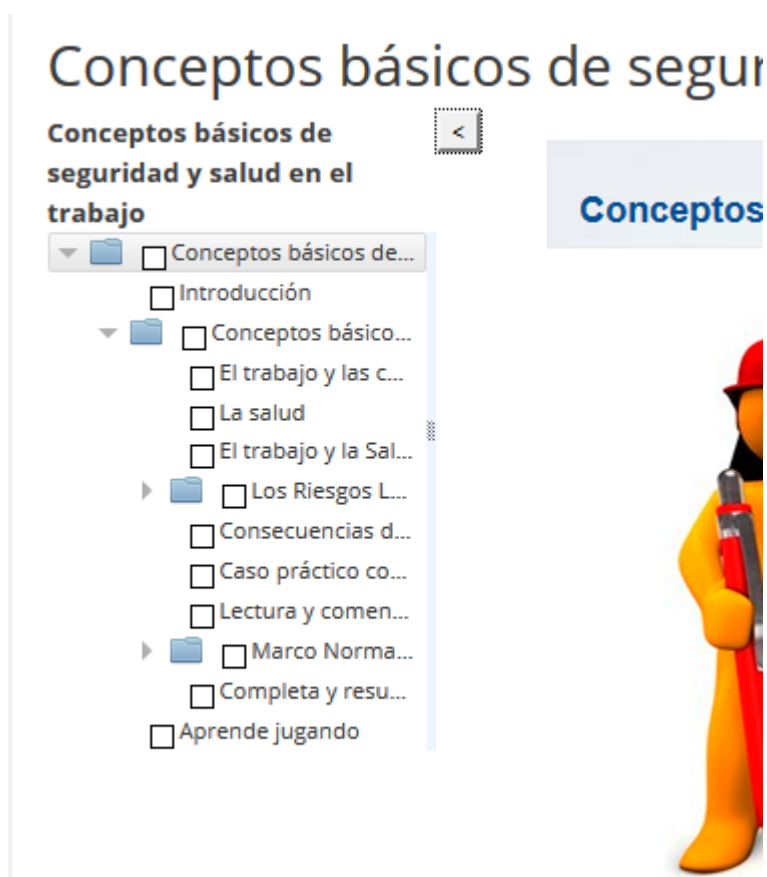 Conceptos básicos de segur
Conceptos básicos de
seguridad y salud en el
trabajo
<
Conceptos
Conceptos básicos de...
Introducción
Conceptos básico...
El trabajo y las c...
La salud
El trabajo y la Sal...
Los Riesgos L...
Consecuencias d...
Caso práctico co...
Lectura y comen...
Marco Norma...
Completa y resu...
Aprende jugando